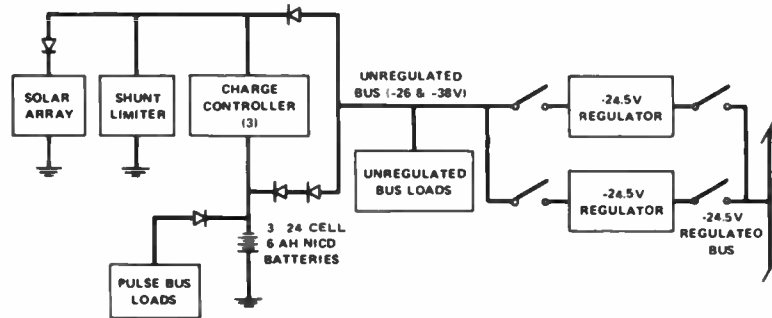 SOLAR
ARRAY
SHUNT
LIMITER
CHARGE
CONTROLLER
(3)
UNREGULATED
BUS (-26 & -38V)
UNREGULATED
BUS LOADS
-24.5V
REGULATOR
-24.5V
REGULATOR
-24.5V
REGULATEO
BUS
3 24 CELL
6 AH NICD
BATTERIES
PULSE BUS
LOADS